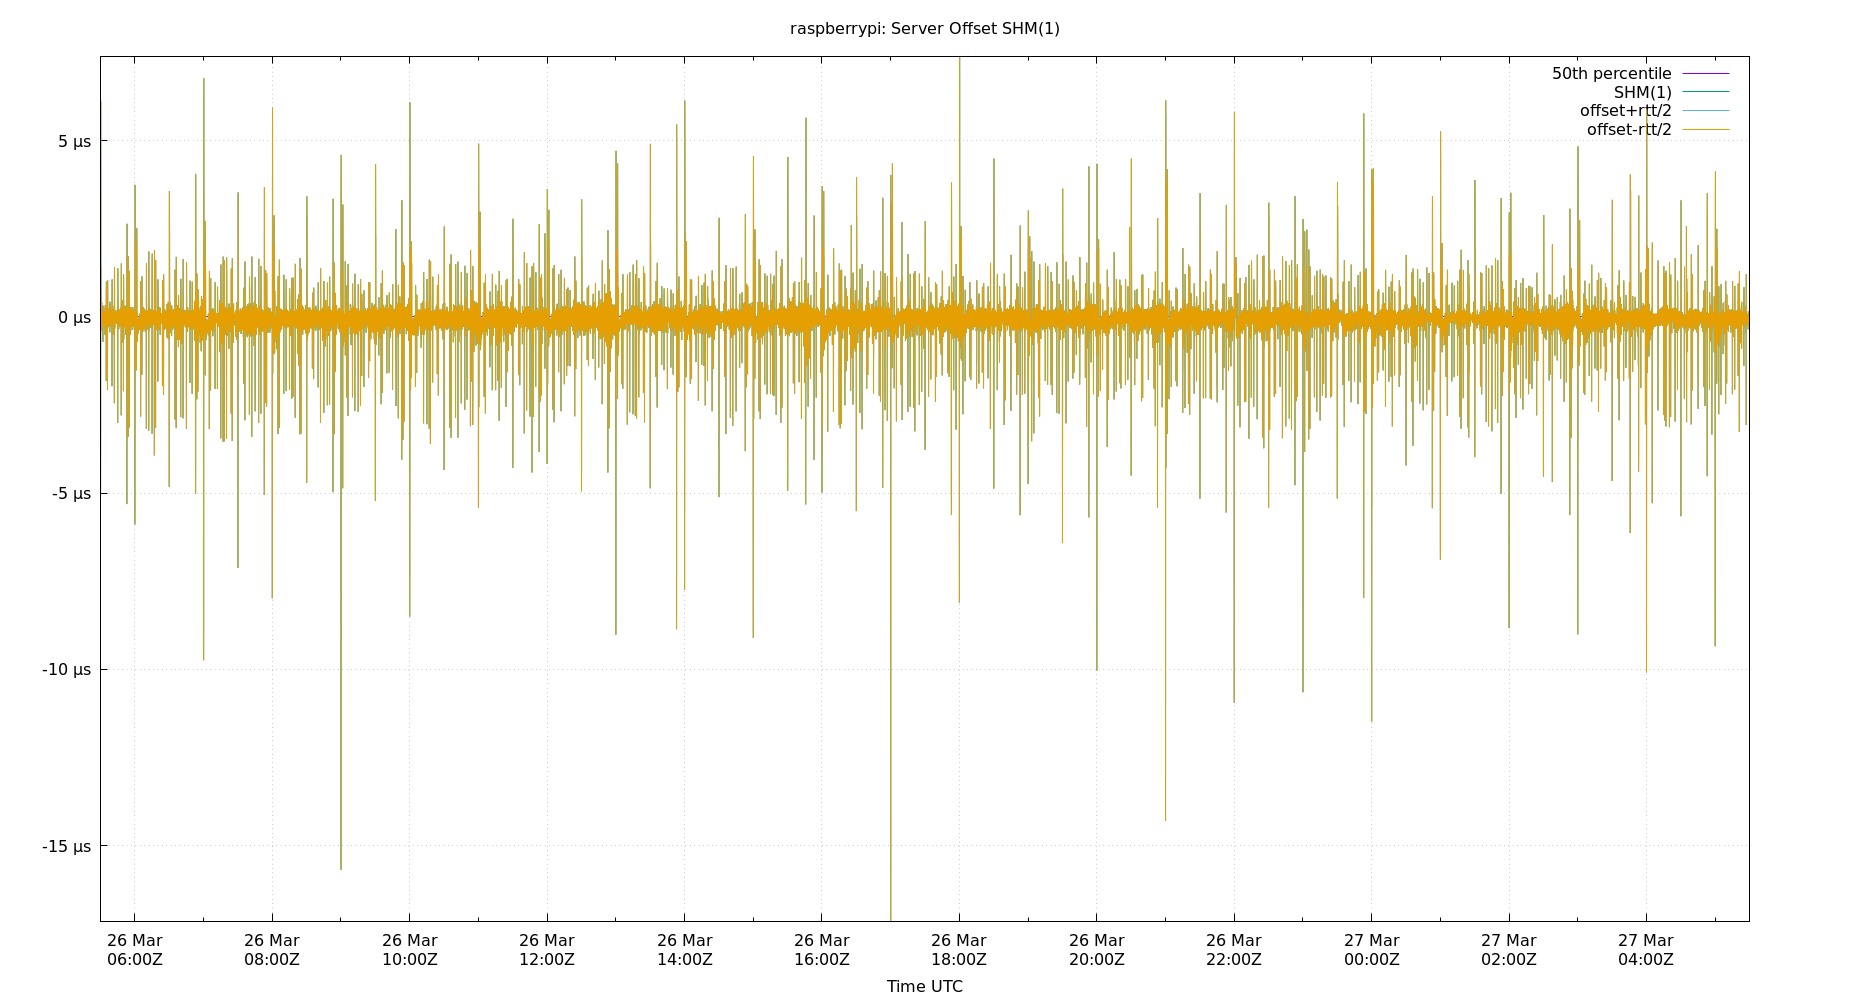 raspberrypi: Server Offset SHM(1)
50th percentile
SHM(1)
offset+rtt/2
offset-rtt/2
5 µs
0 µs
-5 µs
-10 µs
-15 µs
26 Mar 26 Mar 26 Mar 26 Mar 26 Mar 26 Mar 26 Mar 26 Mar 26 Mar 27 Mar 27 Mar 27 Mar
06:00Z 08:00Z 10:00Z 12:00Z 14:00Z 16:00Z 18:00Z 20:00Z 22:00Z 00:00Z 02:00Z 04:00Z
Time UTC